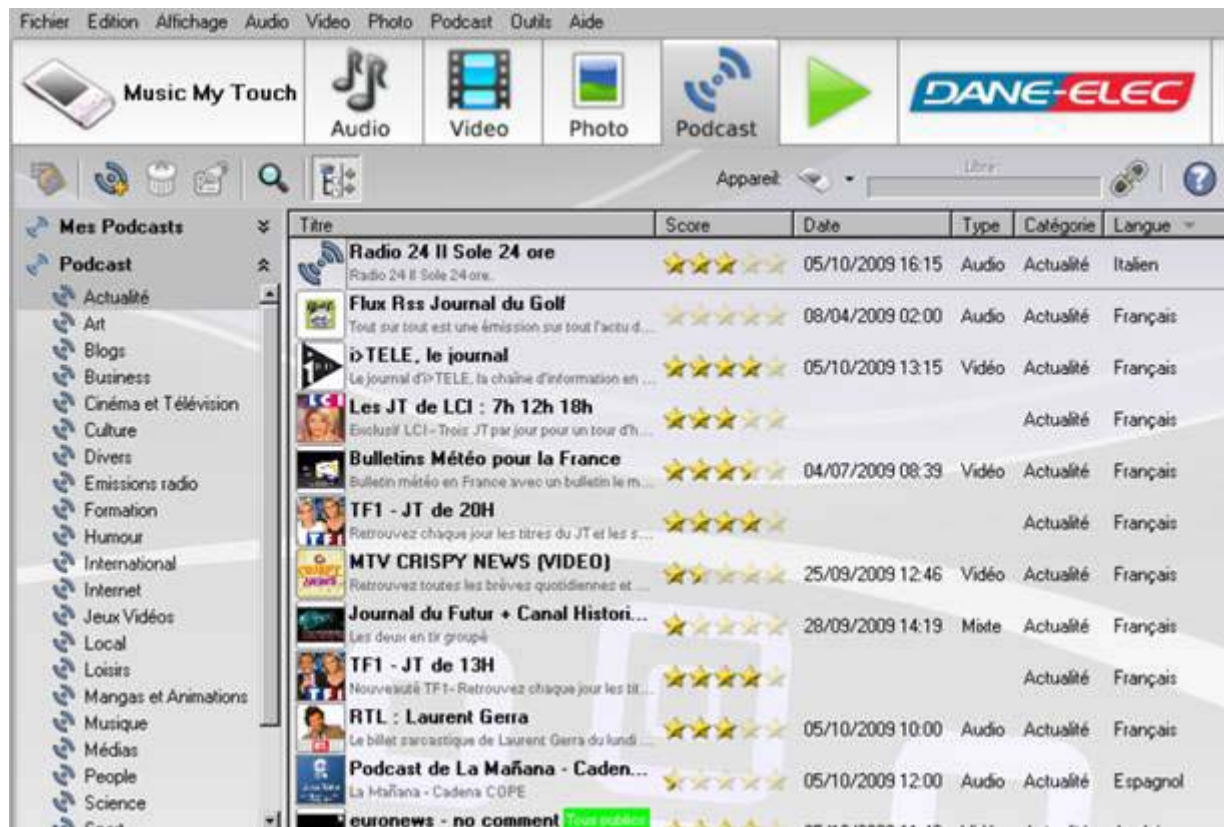 Fichier Edition Affichage Audio Video Photo Podcast Outils Aide
Music My Touch
Audio Video Photo Podcast
DANE-ELEC
Appareil: Libre:
Mes Podcasts
Podcast
Actualité
Art
Blogs
Business
Cinéma et Télévision
Culture
Divers
Emissions radio
Formation
Humour
International
Internet
Jeux Vidéos
Local
Loisirs
Mangas et Animations
Musique
Médias
People
Science
Titre Score Date Type Catégorie Langue
Radio 24 Il Sole 24 ore 05/10/2009 16:15 Audio Actualité Italien
Radio 24 Il Sole 24 ore.
Flux Rss Journal du Golf 08/04/2009 02:00 Audio Actualité Français
Tout sur tout est une émission sur tout l'actu d...
i>TELE, le journal 05/10/2009 13:15 Vidéo Actualité Français
Le journal d'i>TELE, la chaîne d'information en ...
Les JT de LCI : 7h 12h 18h Actualité Français
Exclusif LCI - Trois JT par jour pour un tour d'h...
Bulletins Météo pour la France 04/07/2009 08:39 Vidéo Actualité Français
Bulletin météo en France avec un bulletin le m...
TF1 - JT de 20H Actualité Français
Retrouvez chaque jour les titres du JT et les s...
MTV CRISPY NEWS (VIDEO) 25/09/2009 12:46 Vidéo Actualité Français
Retrouvez toutes les brèves quotidiennes et ...
Journal du Futur + Canal Histori... 28/09/2009 14:19 Mixte Actualité Français
Les deux en tir groupé
TF1 - JT de 13H Actualité Français
Nouveauté TF1- Retrouvez chaque jour les tit...
RTL : Laurent Gerra 05/10/2009 10:00 Audio Actualité Français
Le billet sarcastique de Laurent Gerra du lundi ...
Podcast de La Mañana - Caden... 05/10/2009 12:00 Audio Actualité Espagnol
La Mañana - Cadena COPE
euronews - no comment Tous publics